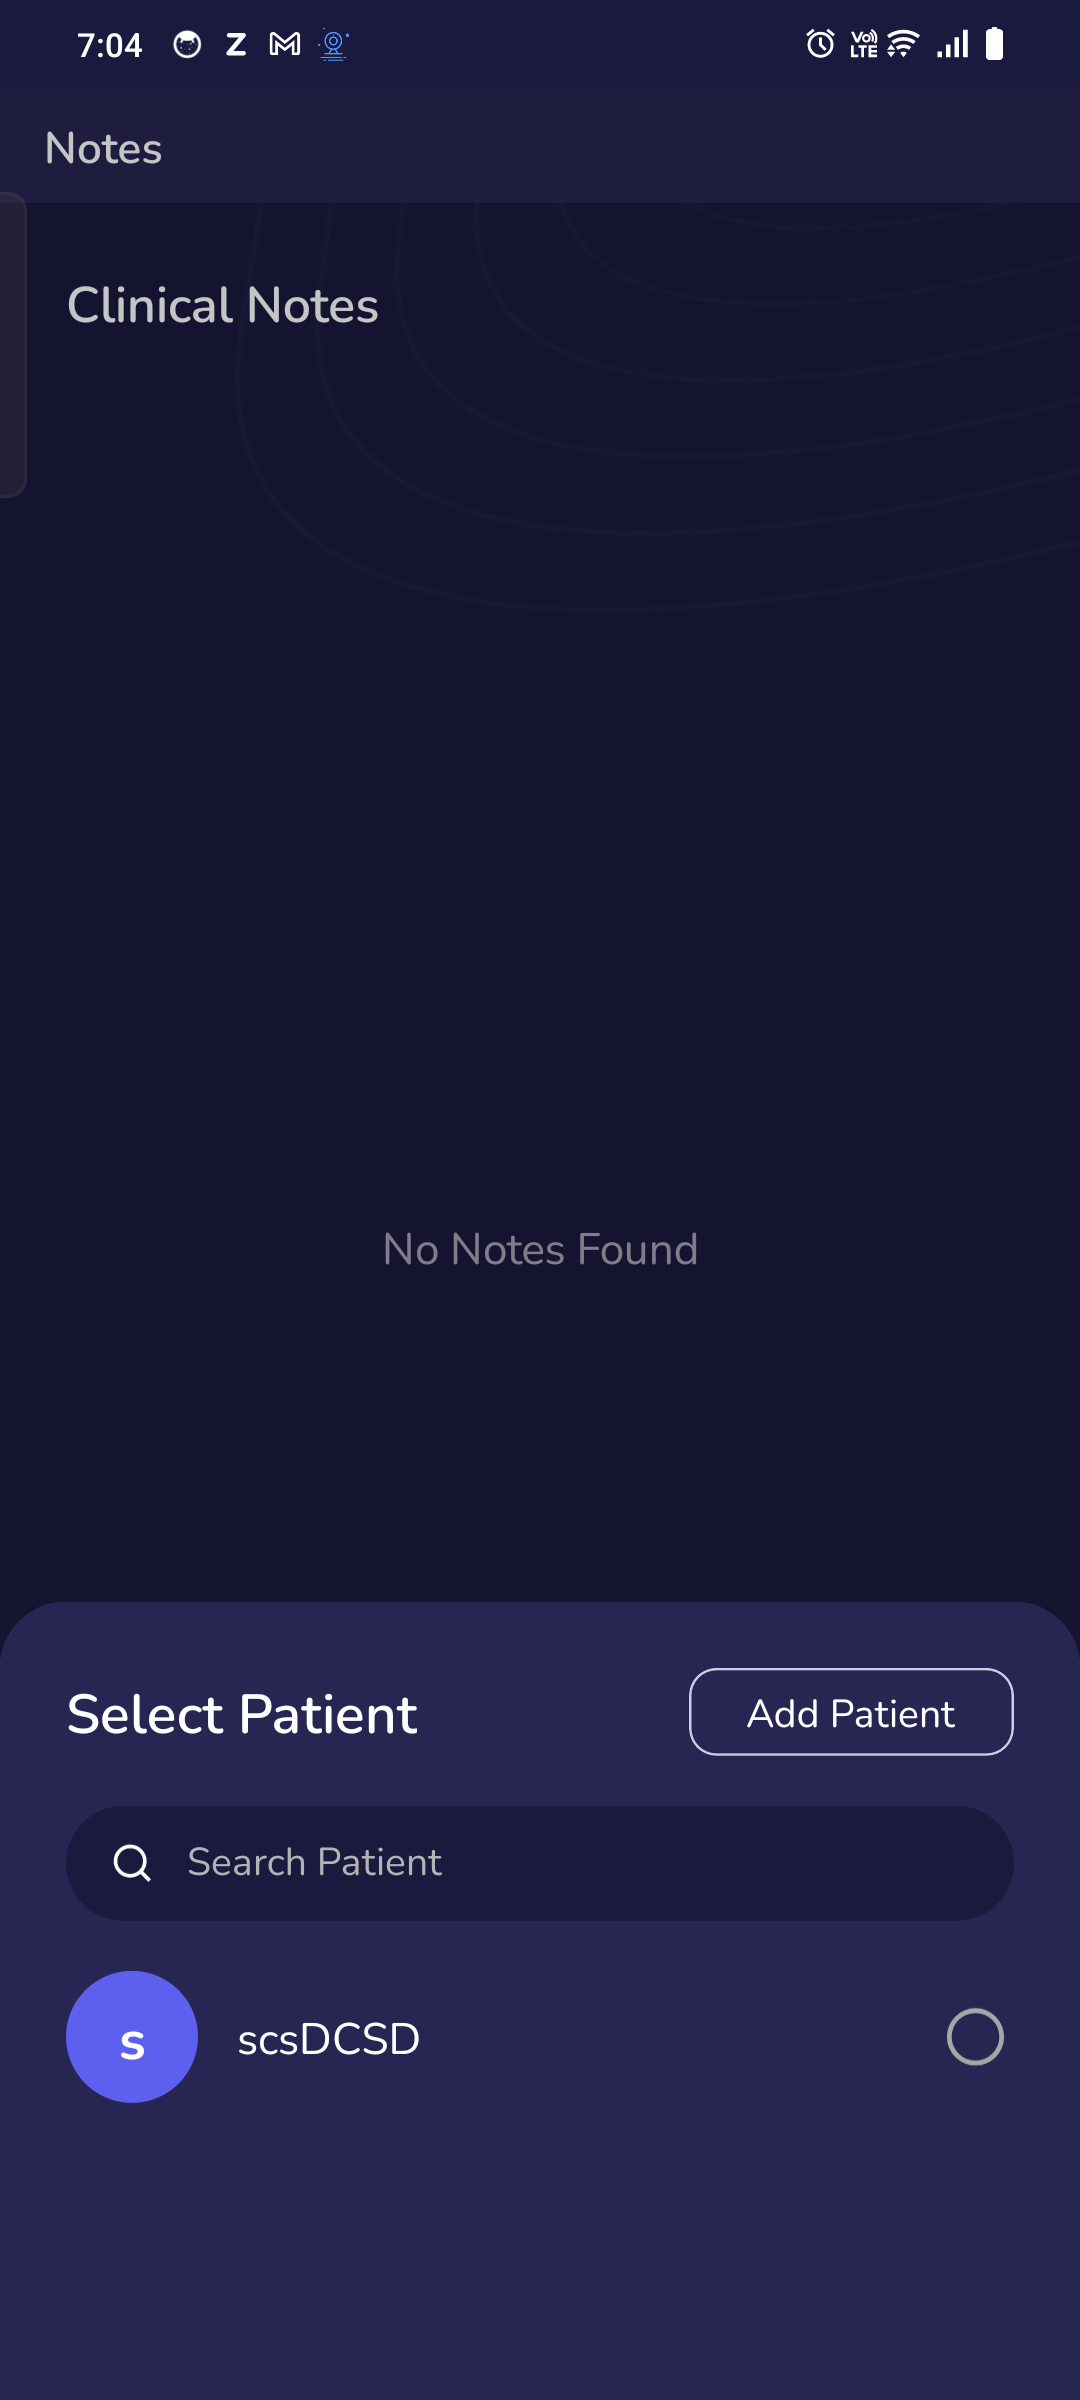 7:04 Z Vo LTE
Notes
Clinical Notes
No Notes Found
Select Patient
Add Patient
Search Patient
s scsDCSD